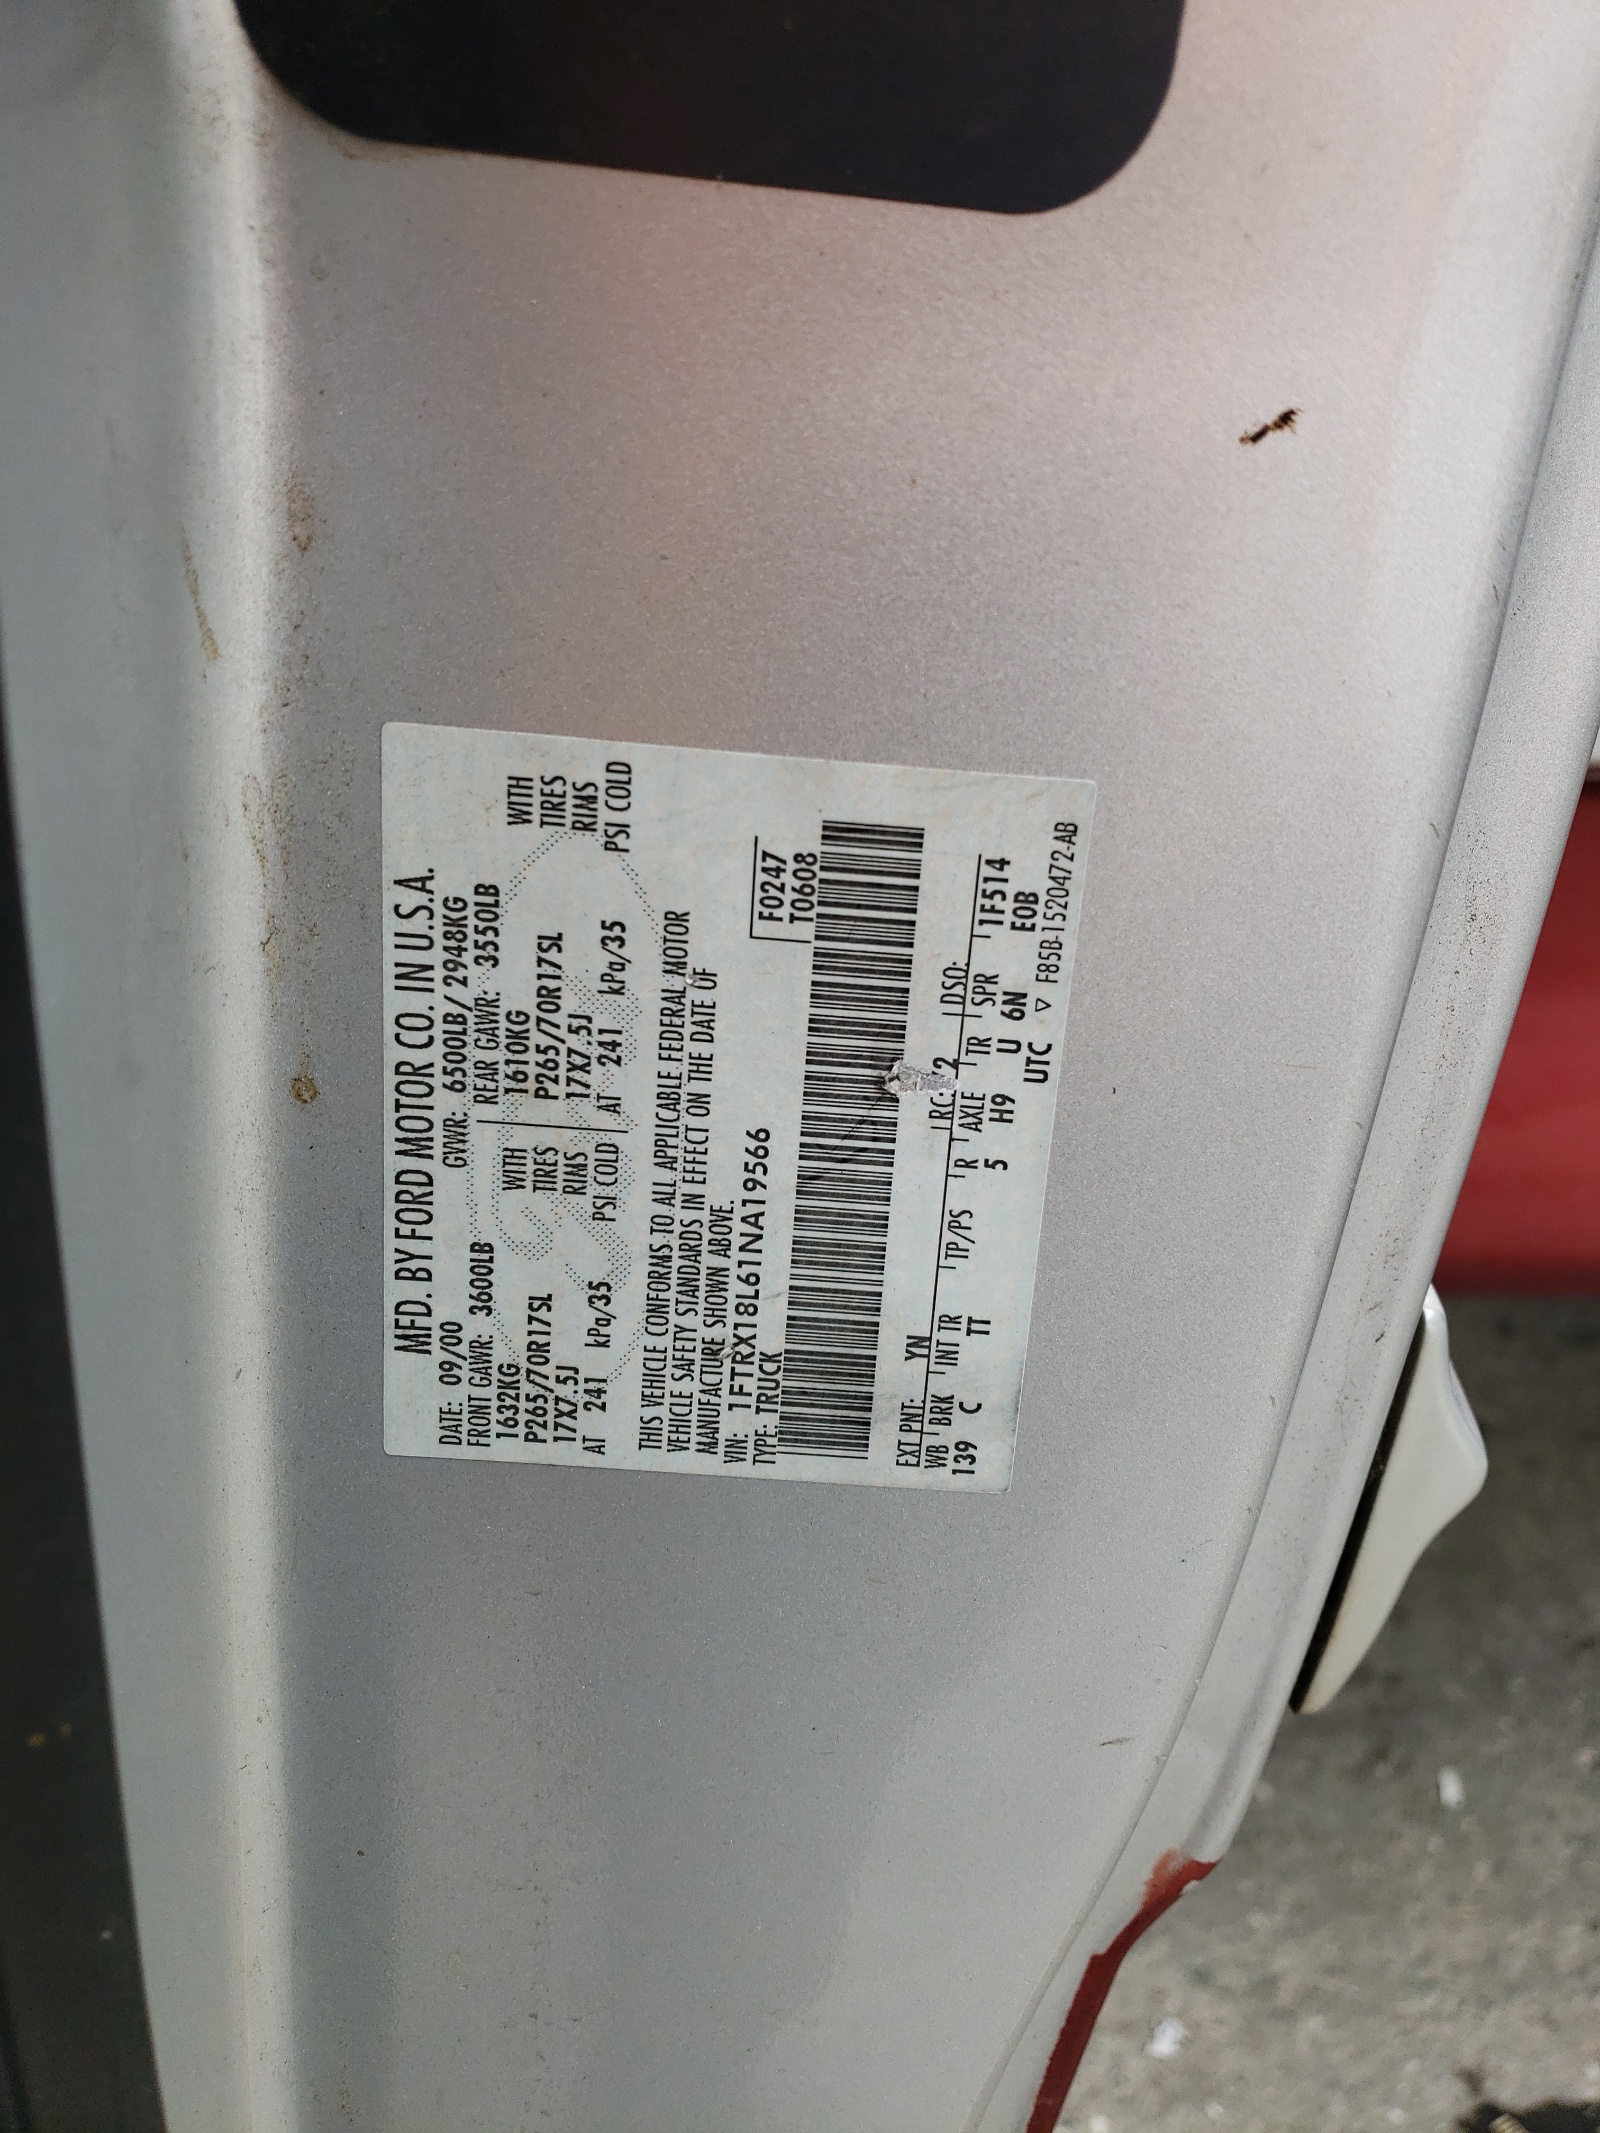 MFD. BY FORD MOTOR CO. IN U.S.A.
DATE: 09/00 GVWR: 6500LB/ 2948KG
FRONT GAWR: 3600LB REAR GAWR: 3550LB
1632KG WITH 1610KG WITH
P265/70R17SL TIRES P265/70R17SL TIRES
17X7.5J RIMS 17X7.5J RIMS
AT 241 kPa/35 PSI COLD AT 241 kPa/35 PSI COLD
THIS VEHICLE CONFORMS TO ALL APPLICABLE FEDERAL MOTOR
VEHICLE SAFETY STANDARDS IN EFFECT ON THE DATE OF
MANUFACTURE SHOWN ABOVE.
VIN: 1FTRX18L61NA19566 F0247
TYPE: TRUCK T0608
EXT PNT: YN RC: 2 DSO:
WB BRK INT TR TP/PS R AXLE TR SPR 1F514
139 C TT 5 H9 U 6N EOB
UTC ▽ F85B-1520472-AB